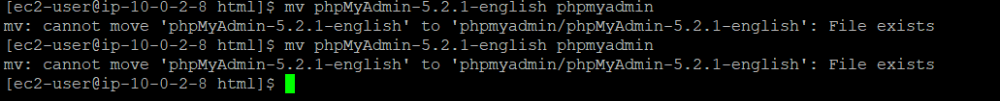 [ec2-user@ip-10-0-2-8 html]$ mv phpMyAdmin-5.2.1-english phpmyadmin
mv: cannot move 'phpMyAdmin-5.2.1-english' to 'phpmyadmin/phpMyAdmin-5.2.1-english': File exists
[ec2-user@ip-10-0-2-8 html]$ mv phpMyAdmin-5.2.1-english phpmyadmin
mv: cannot move 'phpMyAdmin-5.2.1-english' to 'phpmyadmin/phpMyAdmin-5.2.1-english': File exists
[ec2-user@ip-10-0-2-8 html]$